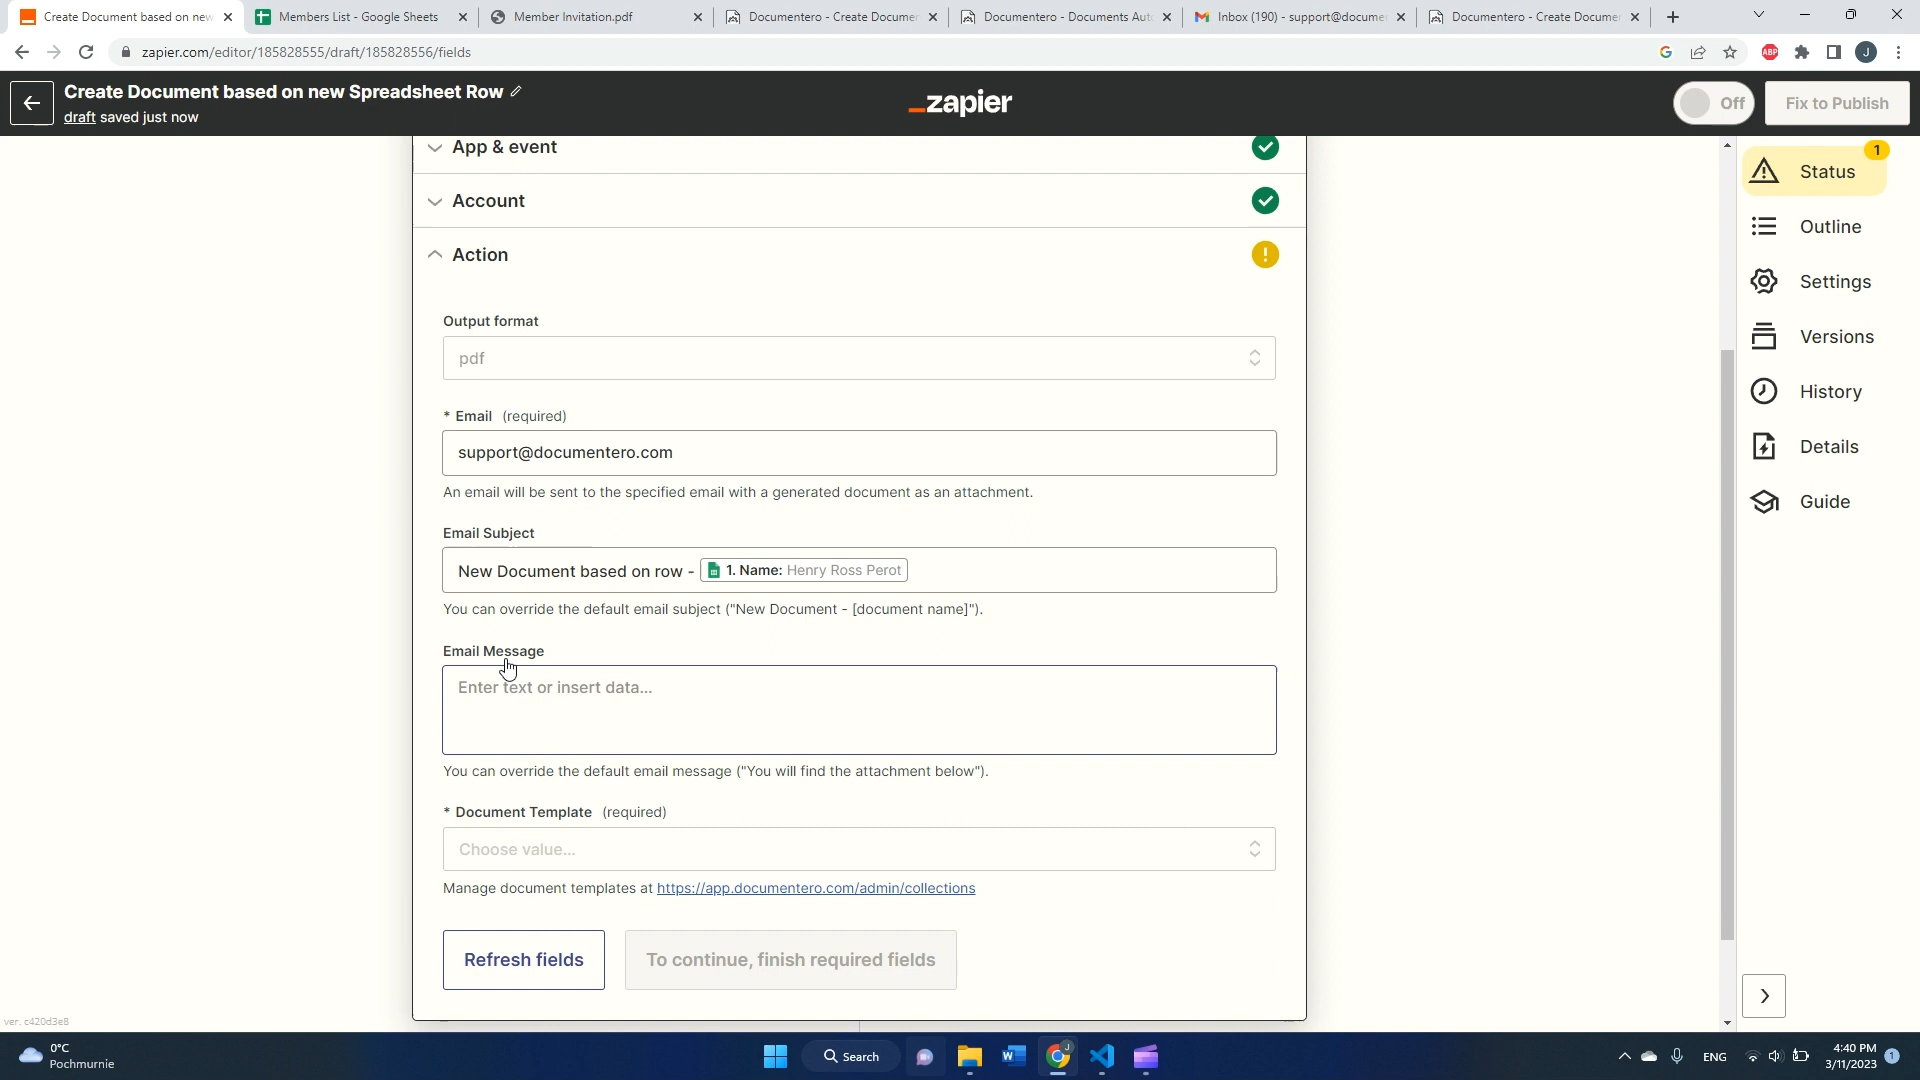 Create Document based on new
Members List - Google Sheets
Member Invitation.pdf
Documentero - Create Documen
Documentero - Documents Auto
Inbox (190) - support@docume
Documentero - Create Documen
zapier.com/editor/185828555/draft/185828556/fields
ABP
J
Create Document based on new Spreadsheet Row
draft saved just now
_zapier
Off
Fix to Publish
App & event
Account
Action
Output format
pdf
* Email (required)
support@documentero.com
An email will be sent to the specified email with a generated document as an attachment.
Email Subject
New Document based on row - 1. Name: Henry Ross Perot
You can override the default email subject ("New Document - [document name]").
Email Message
Enter text or insert data...
You can override the default email message ("You will find the attachment below").
* Document Template (required)
Choose value...
Manage document templates at https://app.documentero.com/admin/collections
Refresh fields
To continue, finish required fields
1
Status
Outline
Settings
Versions
History
Details
Guide
ver. c420d3e8
0°C
Pochmurnie
Search
J
ENG
4:40 PM
3/11/2023
1